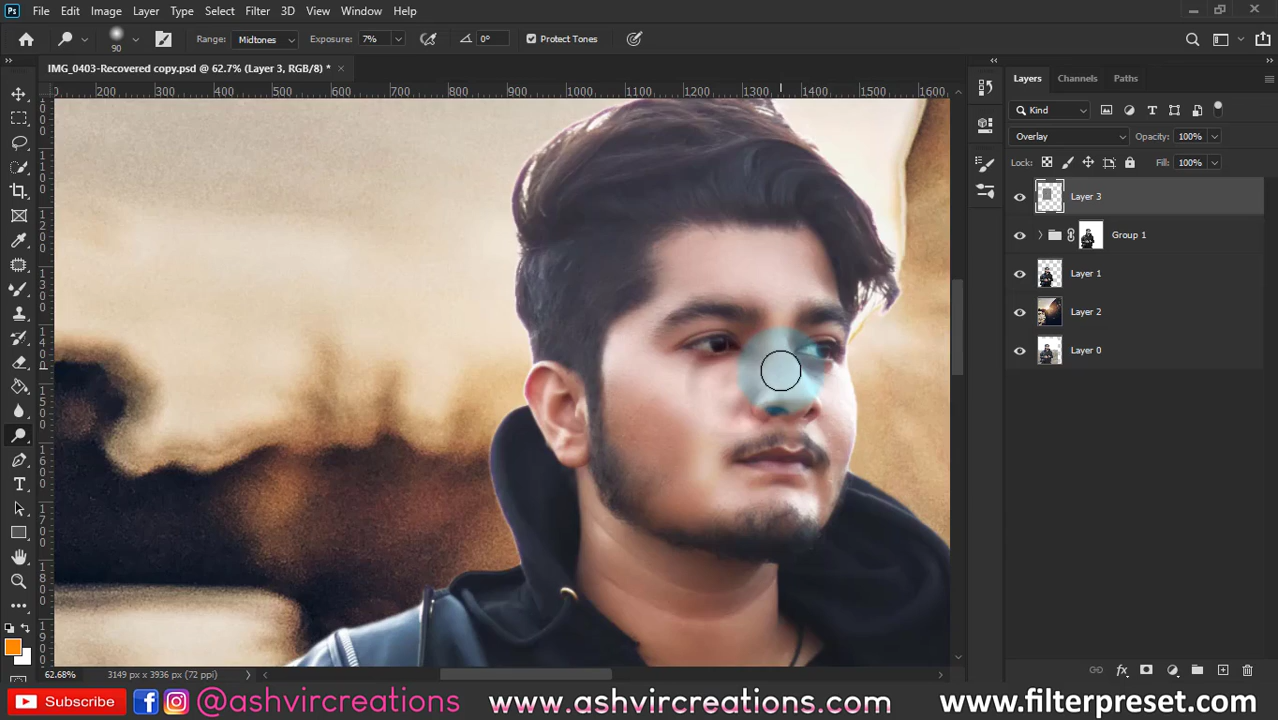 Ps File Edit Image Layer Type Select Filter 3D View Window Help
90 Range: Midtones Exposure: 7% 0° Protect Tones
IMG_0403-Recovered copy.psd @ 62.7% (Layer 3, RGB/8) * ×
200 300 400 500 600 700 800 900 1000 1100 1200 1300 1400 1500 1600
Layers Channels Paths
Kind
Overlay Opacity: 100%
Lock: Fill: 100%
Layer 3
Group 1
Layer 1
Layer 2
Layer 0
62.68% 3149 px x 3936 px (72 ppi)
Subscribe @ashvircreations www.ashvircreations.com www.filterpreset.com